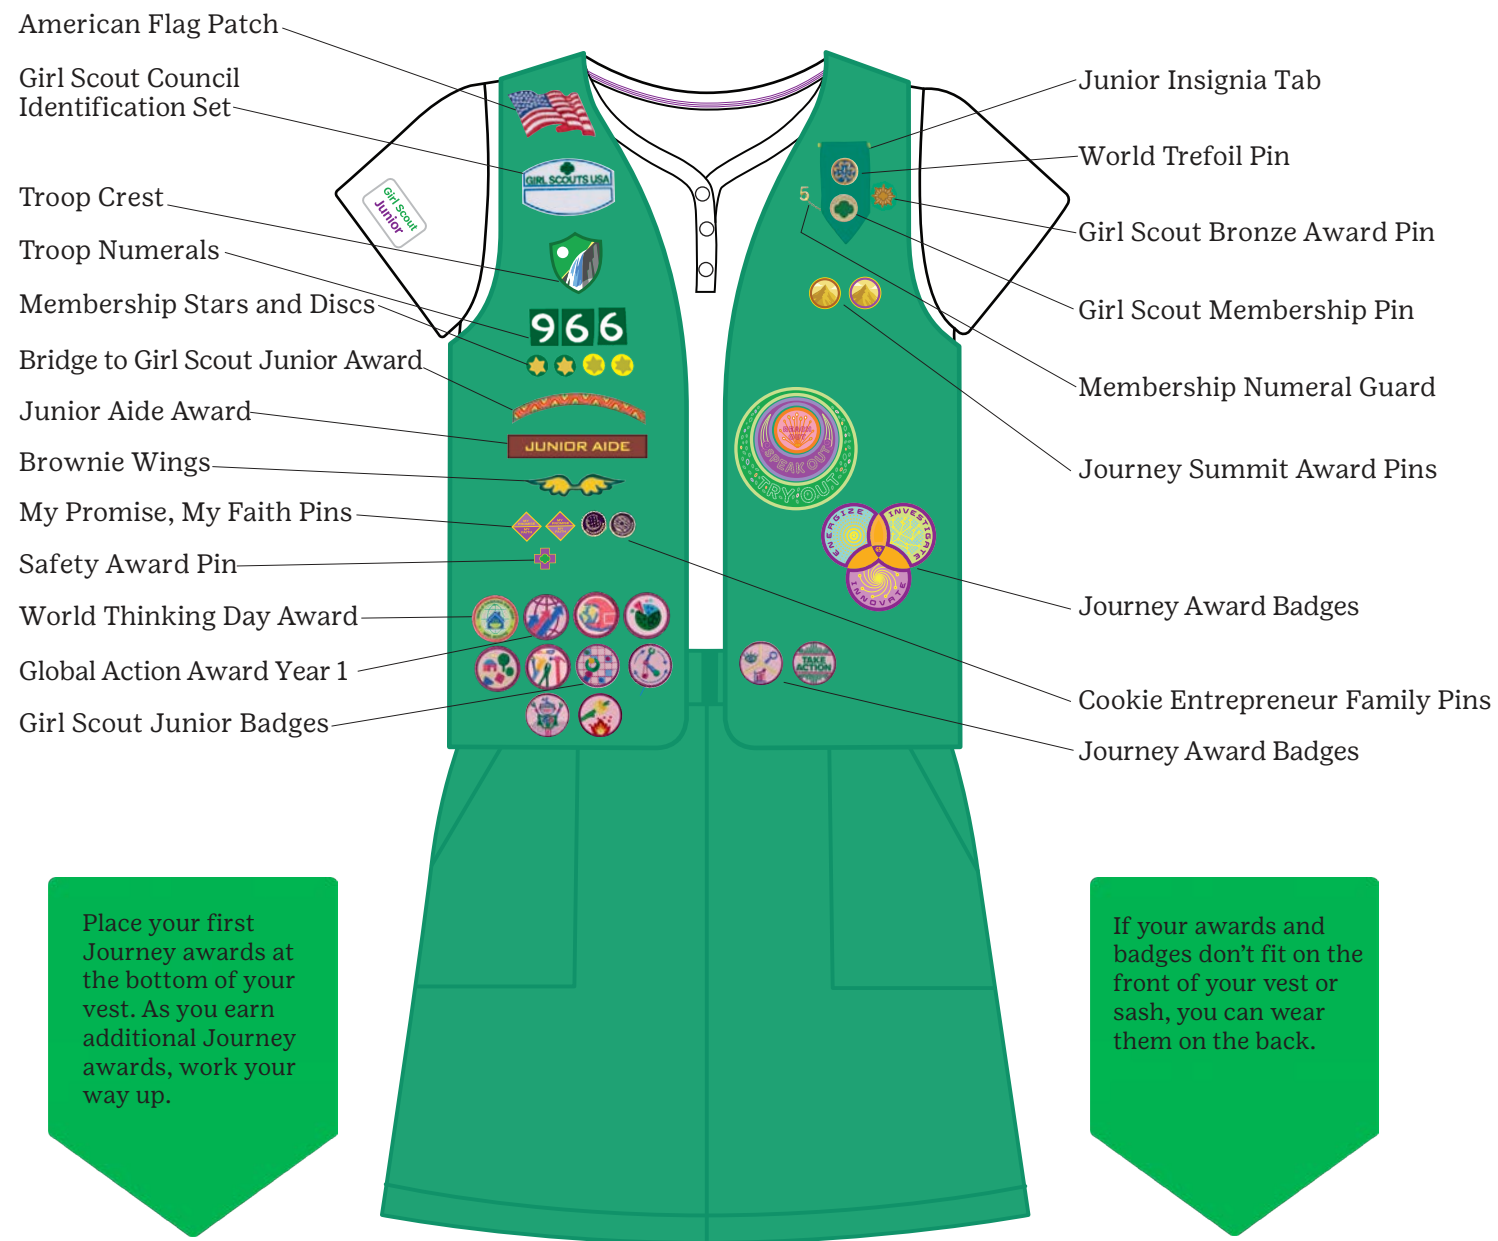 American Flag Patch
Girl Scout Council
Identification Set
Troop Crest
Troop Numerals
Membership Stars and Discs
Bridge to Girl Scout Junior Award
Junior Aide Award
Brownie Wings
My Promise, My Faith Pins
Safety Award Pin
World Thinking Day Award
Global Action Award Year 1
Girl Scout Junior Badges
Girl Scout
Junior
GIRL SCOUTS USA
966
JUNIOR AIDE
5
SPEAK OUT
TRY OUT
ENERGIZE
INVESTIGATE
INNOVATE
TAKE
ACTION
Junior Insignia Tab
World Trefoil Pin
Girl Scout Bronze Award Pin
Girl Scout Membership Pin
Membership Numeral Guard
Journey Summit Award Pins
Journey Award Badges
Cookie Entrepreneur Family Pins
Journey Award Badges
Place your first
Journey awards at
the bottom of your
vest. As you earn
additional Journey
awards, work your
way up.
If your awards and
badges don’t fit on the
front of your vest or
sash, you can wear
them on the back.